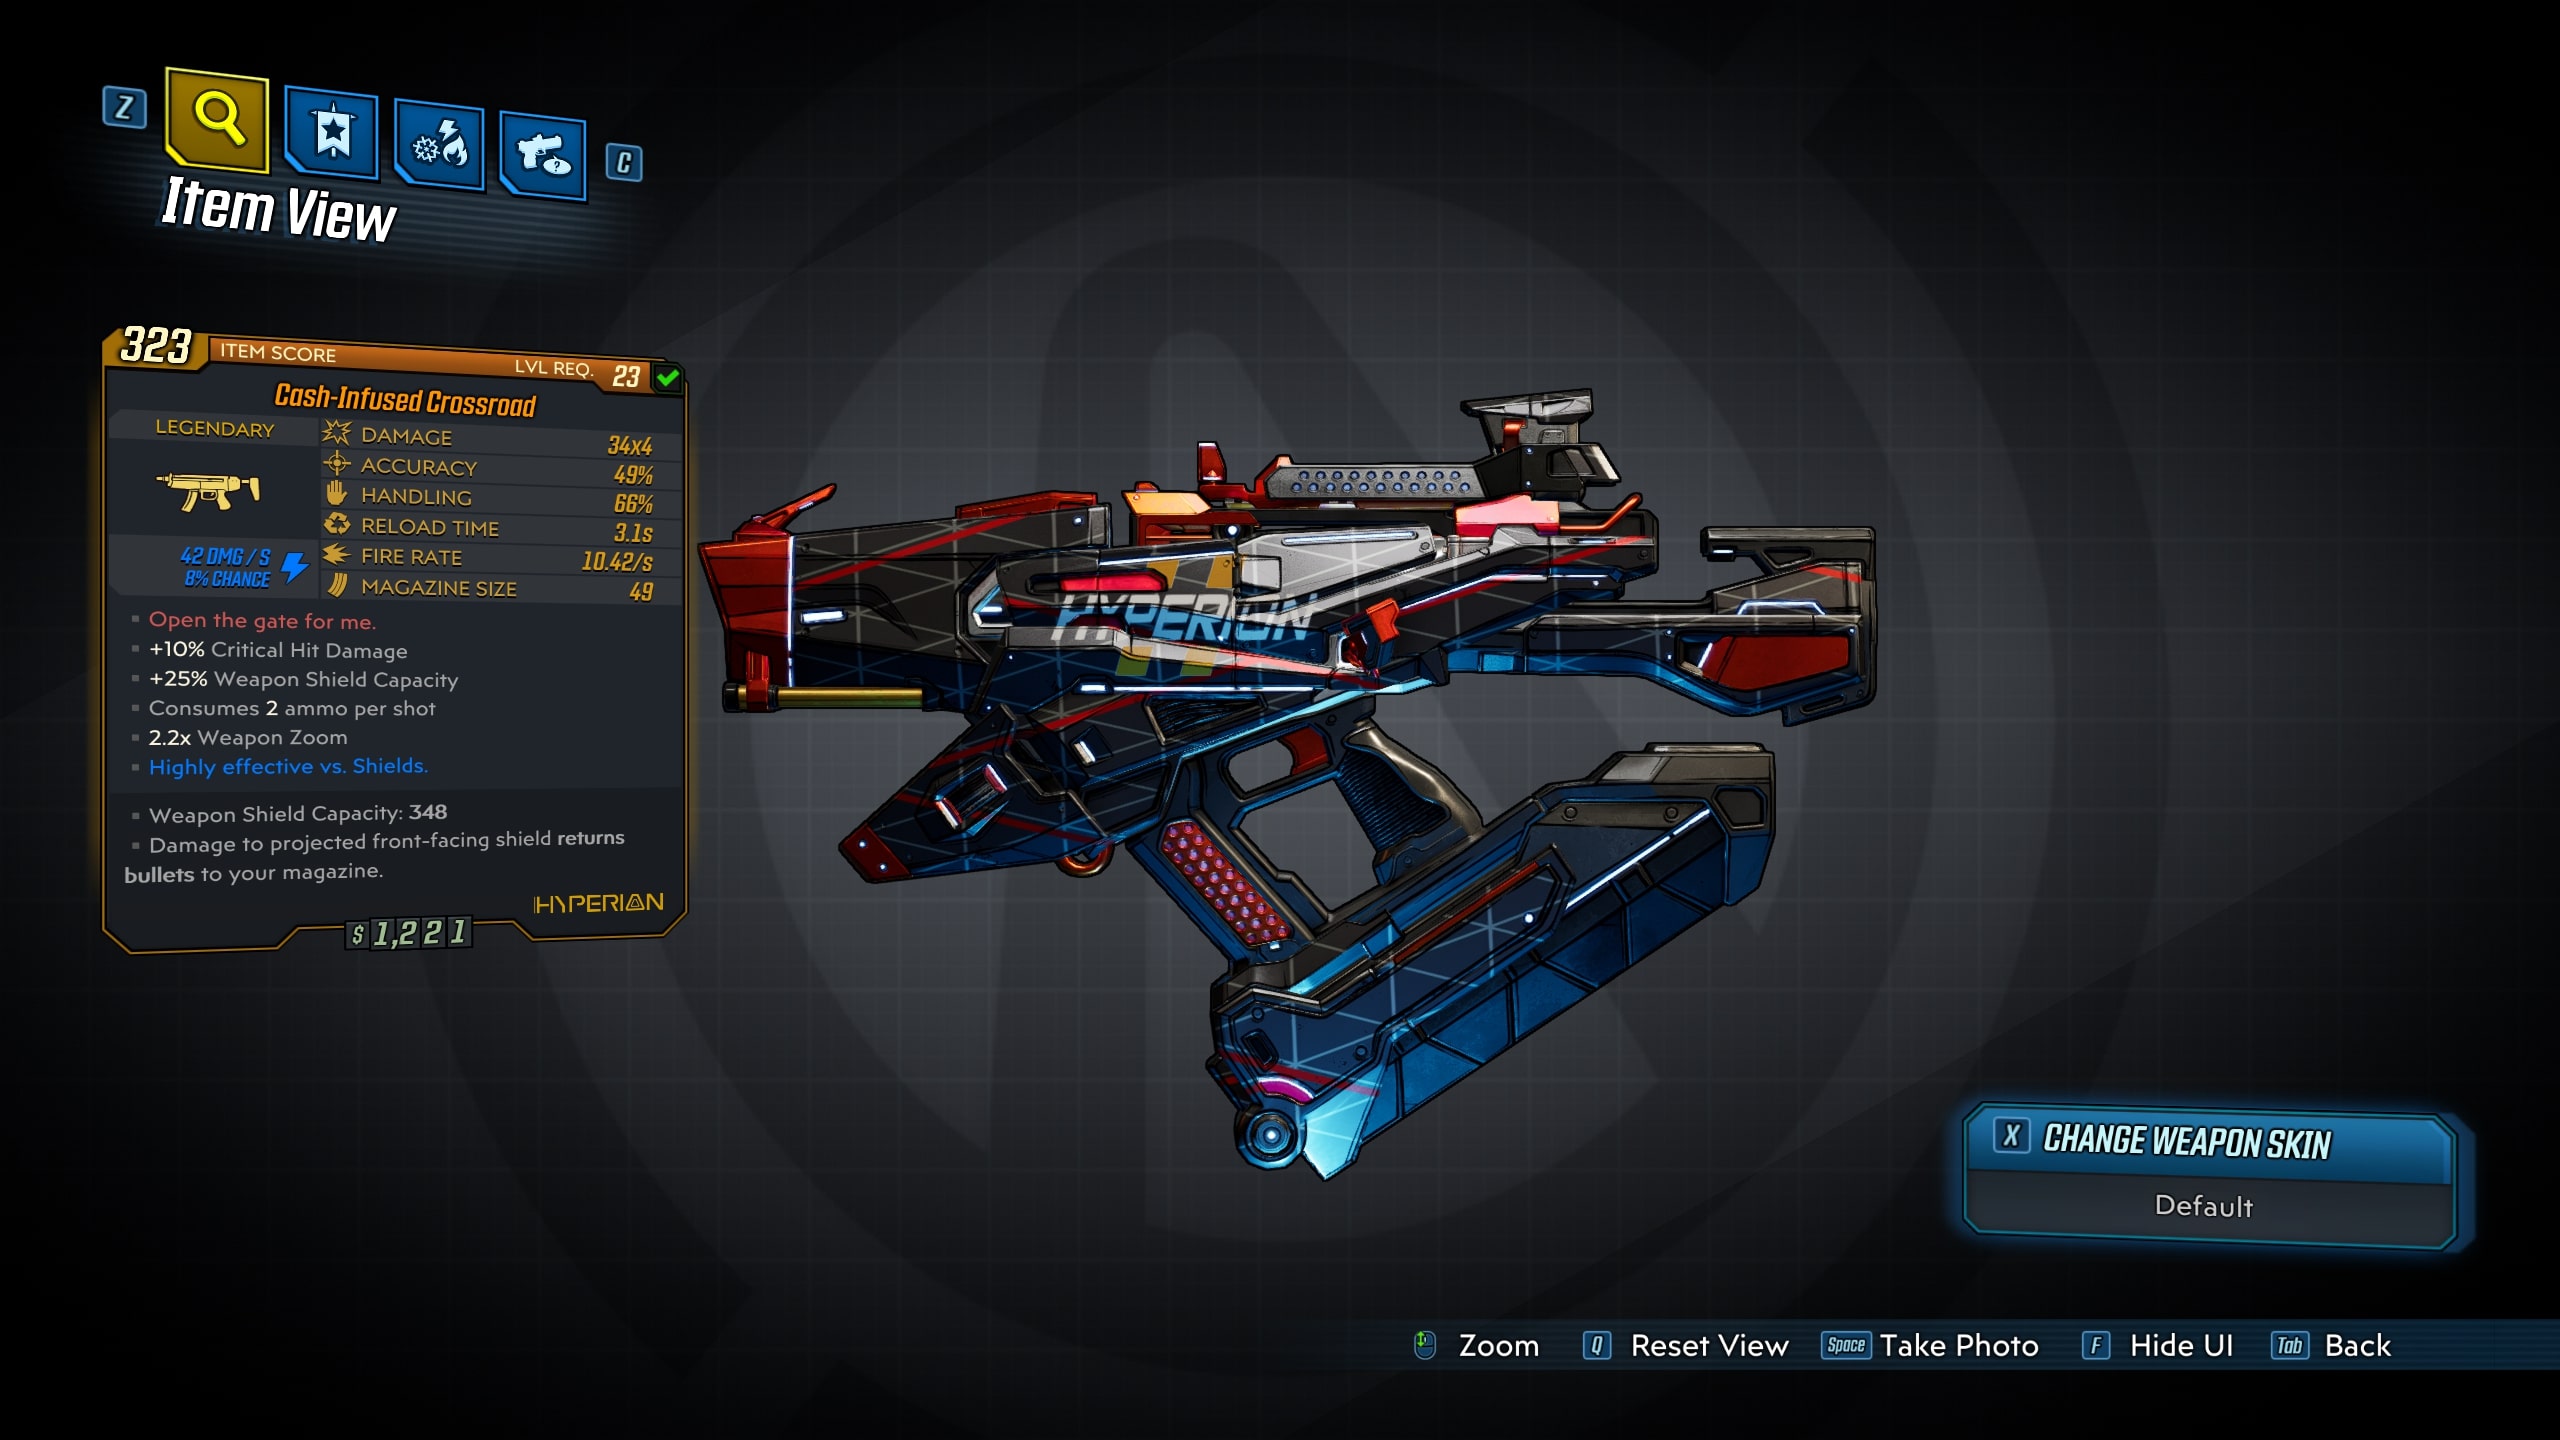 Z
C
Item View
323 ITEM SCORE LVL REQ. 23
Cash-Infused Crossroad
LEGENDARY
DAMAGE 34x4
ACCURACY 49%
HANDLING 66%
RELOAD TIME 3.1s
FIRE RATE 10.42/s
MAGAZINE SIZE 49
42 DMG / S
8% CHANCE
Open the gate for me.
+10% Critical Hit Damage
+25% Weapon Shield Capacity
Consumes 2 ammo per shot
2.2x Weapon Zoom
Highly effective vs. Shields.
Weapon Shield Capacity: 348
Damage to projected front-facing shield returns
bullets to your magazine.
HYPERION
$ 1,221
HYPERION
X CHANGE WEAPON SKIN
Default
Zoom Q Reset View Space Take Photo F Hide UI Tab Back